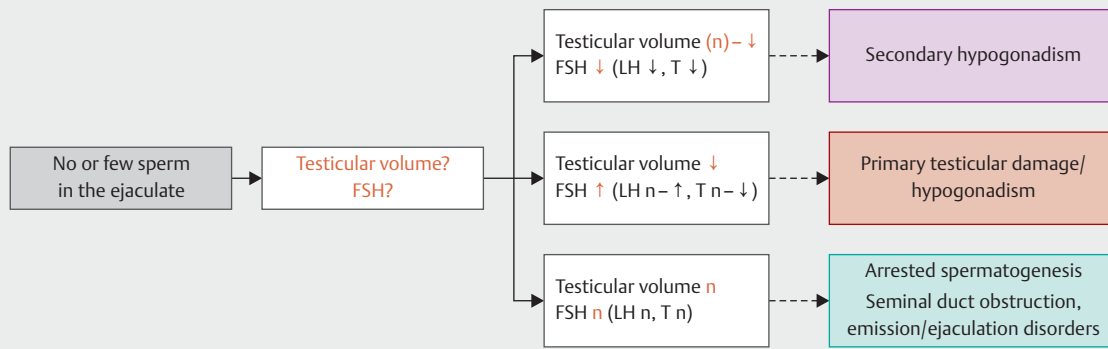 No or few sperm
in the ejaculate
Testicular volume?
FSH?
Testicular volume (n) – ↓
FSH ↓ (LH ↓, T ↓)
Secondary hypogonadism
Testicular volume ↓
FSH ↑ (LH n – ↑, T n – ↓)
Primary testicular damage/
hypogonadism
Testicular volume n
FSH n (LH n, T n)
Arrested spermatogenesis
Seminal duct obstruction,
emission/ejaculation disorders